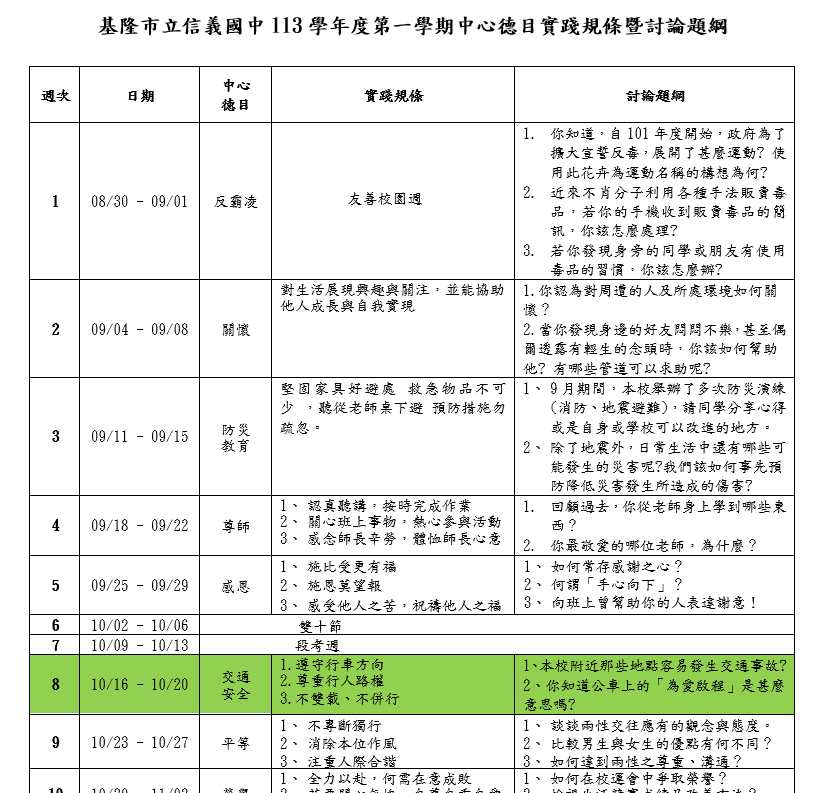 基隆市立信義國中 113 學年度第一學期中心德目實踐規條暨討論題綱
週次
日期
中心
德目
實踐規條
討論題綱
1
08/30 - 09/01
反霸凌
友善校園週
1. 你知道，自 101 年度開始，政府為了
擴大宣誓反毒，展開了甚麼運動? 使
用此花卉為運動名稱的構想為何?
2. 近來不肖分子利用各種手法販賣毒
品，若你的手機收到販賣毒品的簡
訊，你該怎麼處理?
3. 若你發現身旁的同學或朋友有使用
毒品的習慣，你該怎麼辦?
2
09/04 - 09/08
關懷
對生活展現興趣與關注，並能協助
他人成長與自我實現
1.你認為對周遭的人及所處環境如何關
懷？
2.當你發現身邊的好友悶悶不樂，甚至偶
爾透露有輕生的念頭時，你該如何幫助
他? 有哪些管道可以求助呢?
3
09/11 - 09/15
防災
教育
堅固家具好避處 救急物品不可
少 ，聽從老師桌下避 預防措施勿
疏忽。
1、 9 月期間，本校舉辦了多次防災演練
(消防、地震避難)，請同學分享心得
或是自身或學校可以改進的地方。
2、 除了地震外，日常生活中還有哪些可
能發生的災害呢?我們該如何事先預
防降低災害發生所造成的傷害?
4
09/18 - 09/22
尊師
1、 認真聽講，按時完成作業
2、 關心班上事物，熱心參與活動
3、 感念師長辛勞，體恤師長心意
1. 回顧過去，你從老師身上學到哪些東
西？
2. 你最敬愛的哪位老師，為什麼？
5
09/25 - 09/29
感恩
1、 施比受更有福
2、 施恩莫望報
3、 感受他人之苦，祝禱他人之福
1、 如何常存感謝之心？
2、 何謂「手心向下」？
3、 向班上曾幫助你的人表達謝意！
6
10/02 - 10/06
雙十節
7
10/09 - 10/13
段考週
8
10/16 - 10/20
交通
安全
1.遵守行車方向
2.尊重行人路權
3.不雙載、不併行
1、本校附近那些地點容易發生交通事故?
2、你知道公車上的「為愛啟程」是甚麼
意思嗎?
9
10/23 - 10/27
平等
1、 不專斷獨行
2、 消除本位作風
3、 注重人際合諧
1、 談談兩性交往應有的觀念與態度。
2、 比較男生與女生的優點有何不同？
3、 如何達到兩性之尊重、溝通？
1、 全力以赴，何需在意成敗
1、 如何在校運會中爭取榮譽？